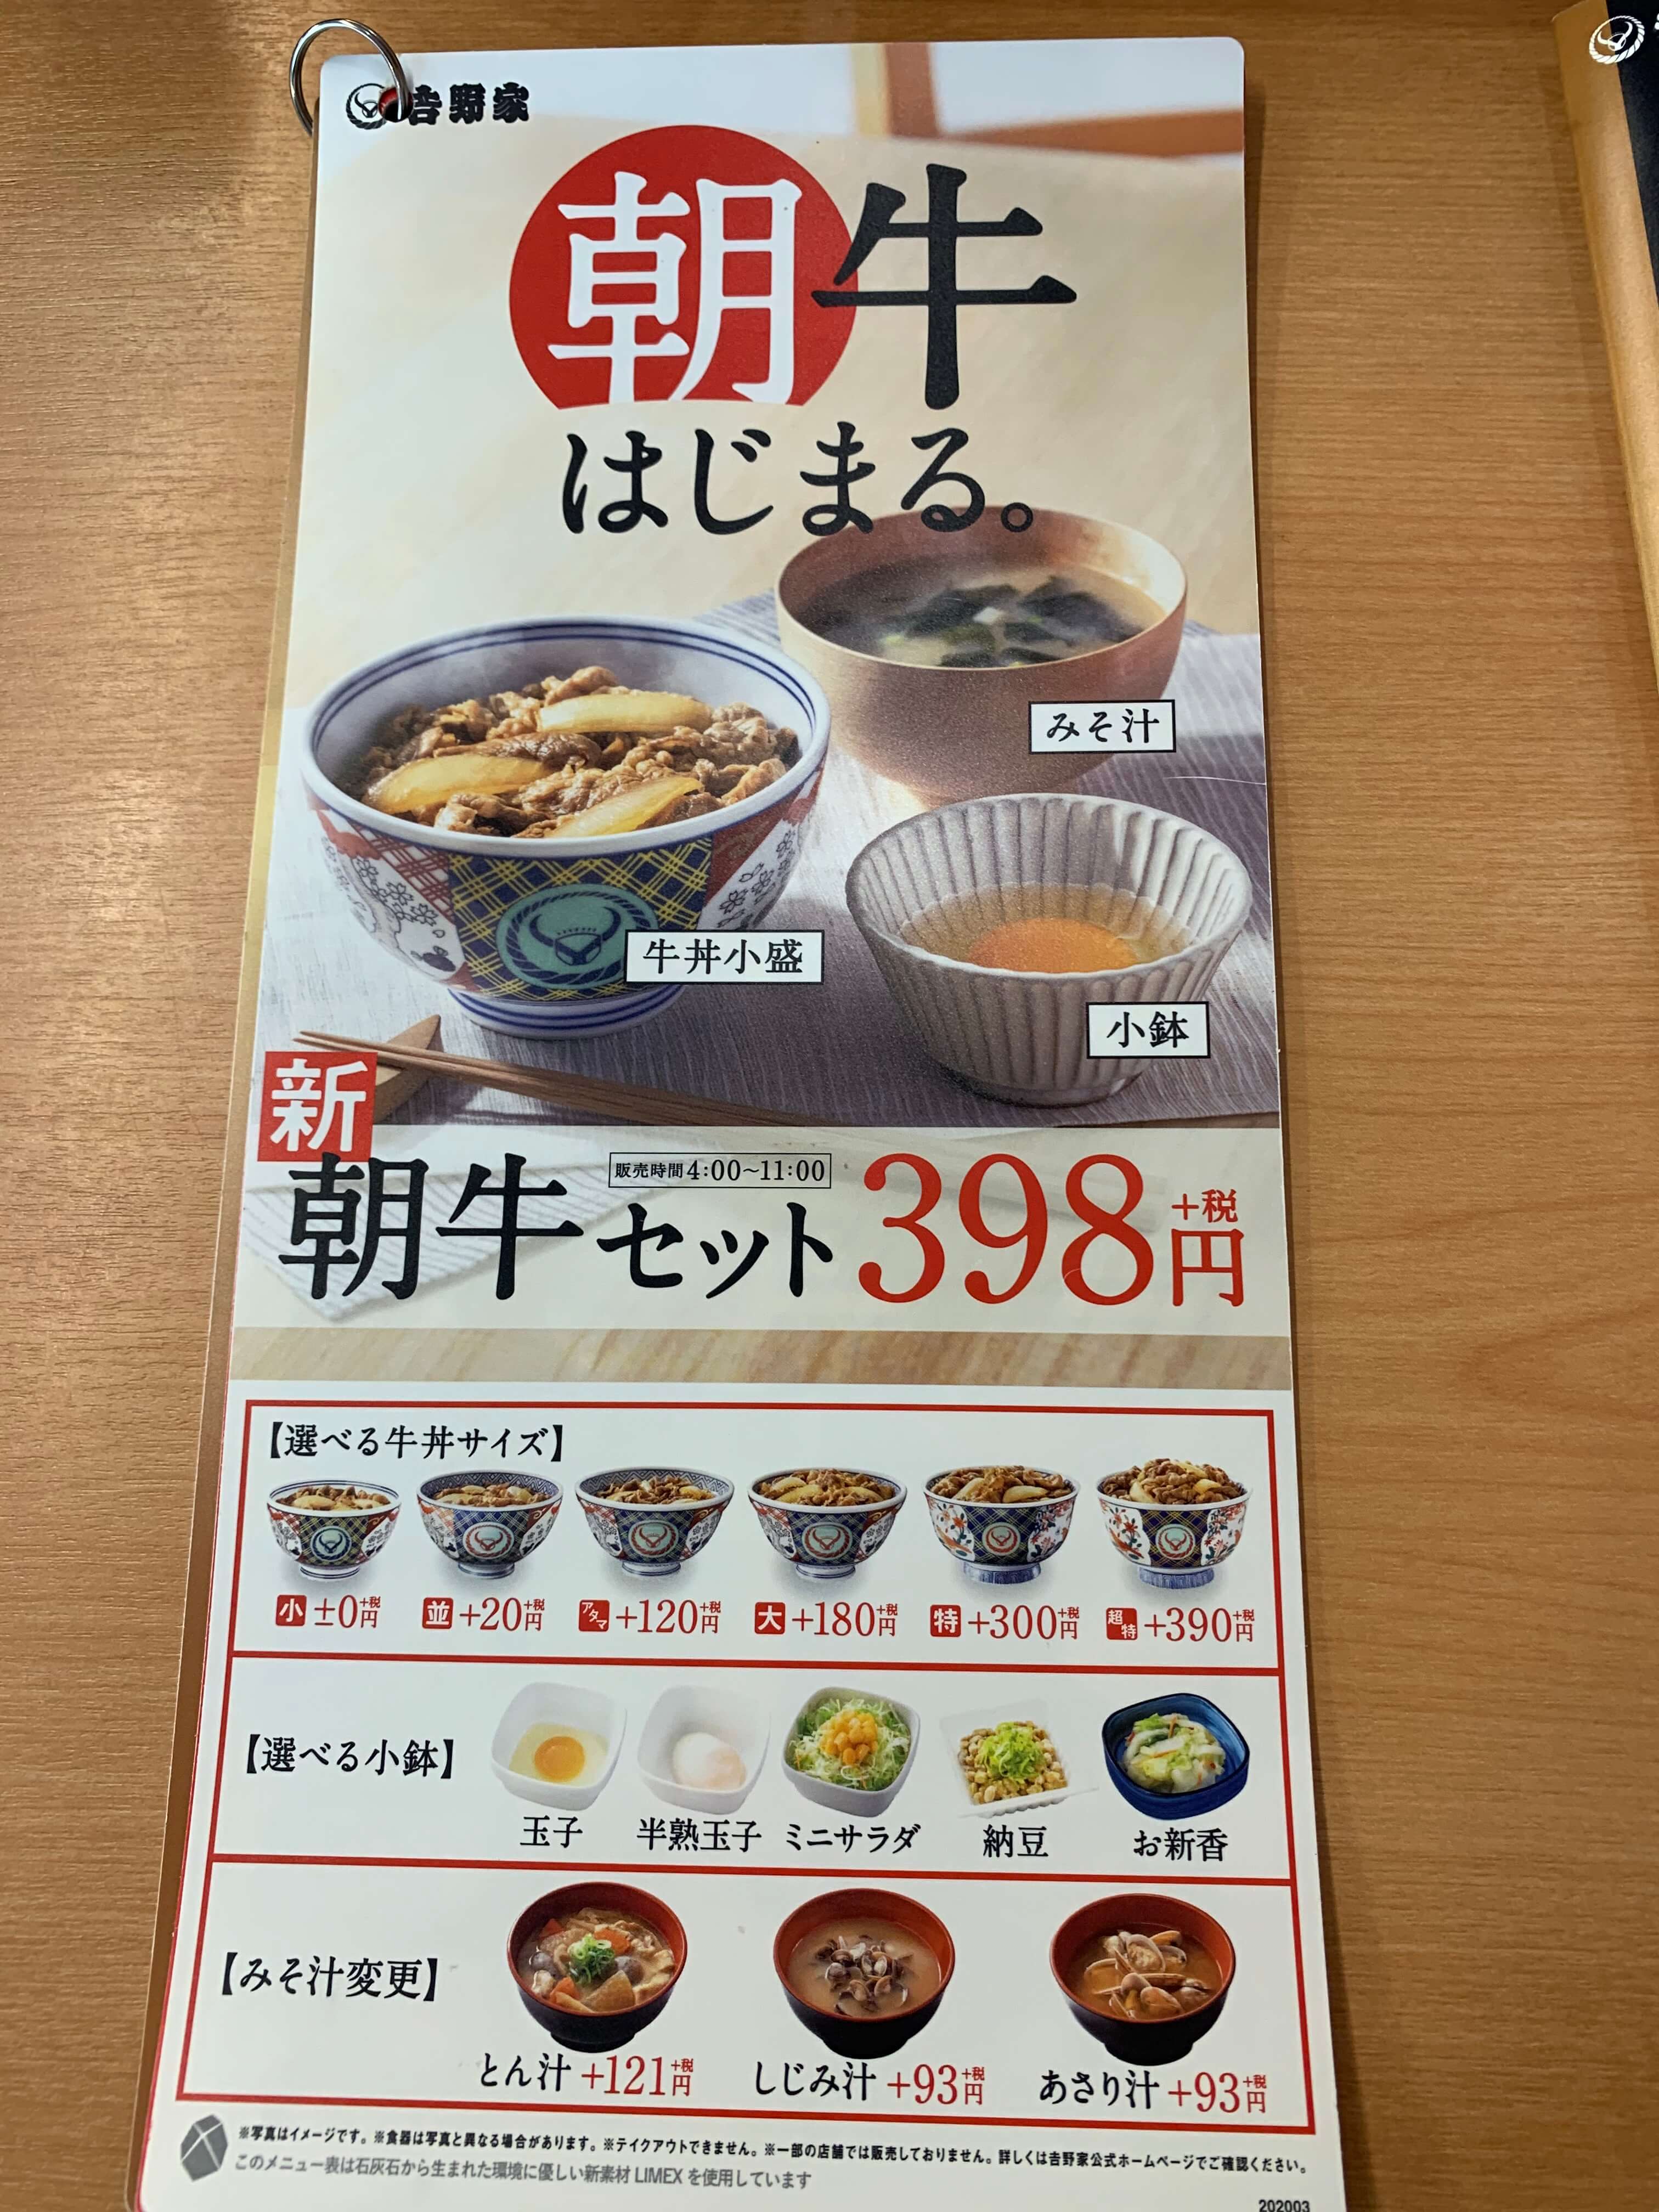 吉野家
朝牛
はじまる。
みそ汁
牛丼小盛
小鉢
新
朝牛セット 販売時間4:00~11:00 398円+税
【選べる牛丼サイズ】
小 ±0円+税 並 +20円+税 アタマ +120円+税 大 +180円+税 特 +300円+税 超特 +390円+税
【選べる小鉢】
玉子 半熟玉子 ミニサラダ 納豆 お新香
【みそ汁変更】
とん汁 +121円+税 しじみ汁 +93円+税 あさり汁 +93円+税
※写真はイメージです。※食器は写真と異なる場合があります。※テイクアウトできません。※一部の店舗では販売しておりません。詳しくは吉野家公式ホームページでご確認ください。
このメニュー表は石灰石から生まれた環境に優しい新素材 LIMEX を使用しています
202003